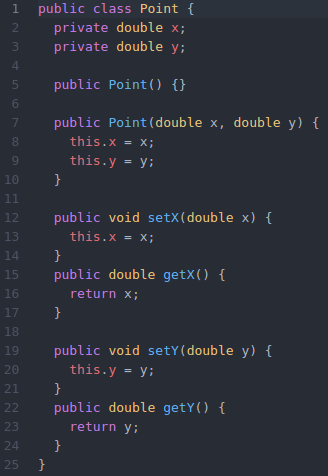 1 public class Point {
2   private double x;
3   private double y;
4
5   public Point() {}
6
7   public Point(double x, double y) {
8     this.x = x;
9     this.y = y;
10   }
11
12   public void setX(double x) {
13     this.x = x;
14   }
15   public double getX() {
16     return x;
17   }
18
19   public void setY(double y) {
20     this.y = y;
21   }
22   public double getY() {
23     return y;
24   }
25 }